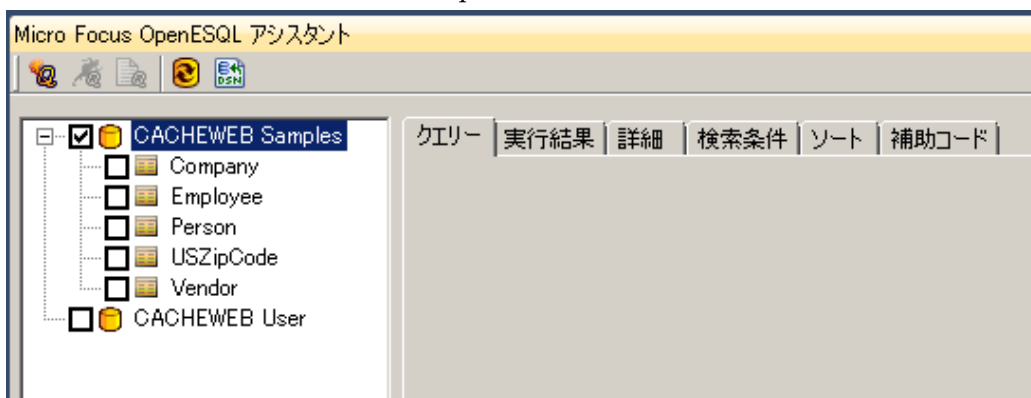 Micro Focus OpenESQL アシスタント
DSN
CACHEWEB Samples
Company
Employee
Person
USZipCode
Vendor
CACHEWEB User
クエリー 実行結果 詳細 検索条件 ソート 補助コード